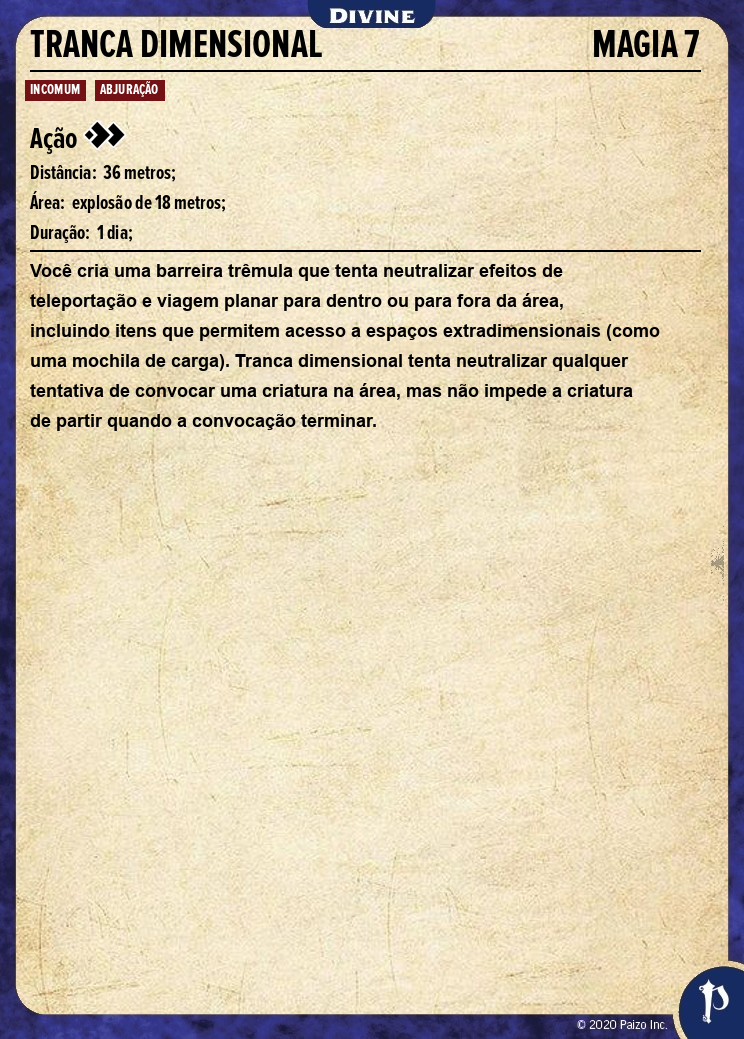 DIVINE
TRANCA DIMENSIONAL MAGIA 7
INCOMUM ABJURAÇÃO
Ação
Distância: 36 metros;
Área: explosão de 18 metros;
Duração: 1 dia;
Você cria uma barreira trêmula que tenta neutralizar efeitos de
teleportação e viagem planar para dentro ou para fora da área,
incluindo itens que permitem acesso a espaços extradimensionais (como
uma mochila de carga). Tranca dimensional tenta neutralizar qualquer
tentativa de convocar uma criatura na área, mas não impede a criatura
de partir quando a convocação terminar.
© 2020 Paizo Inc.
P